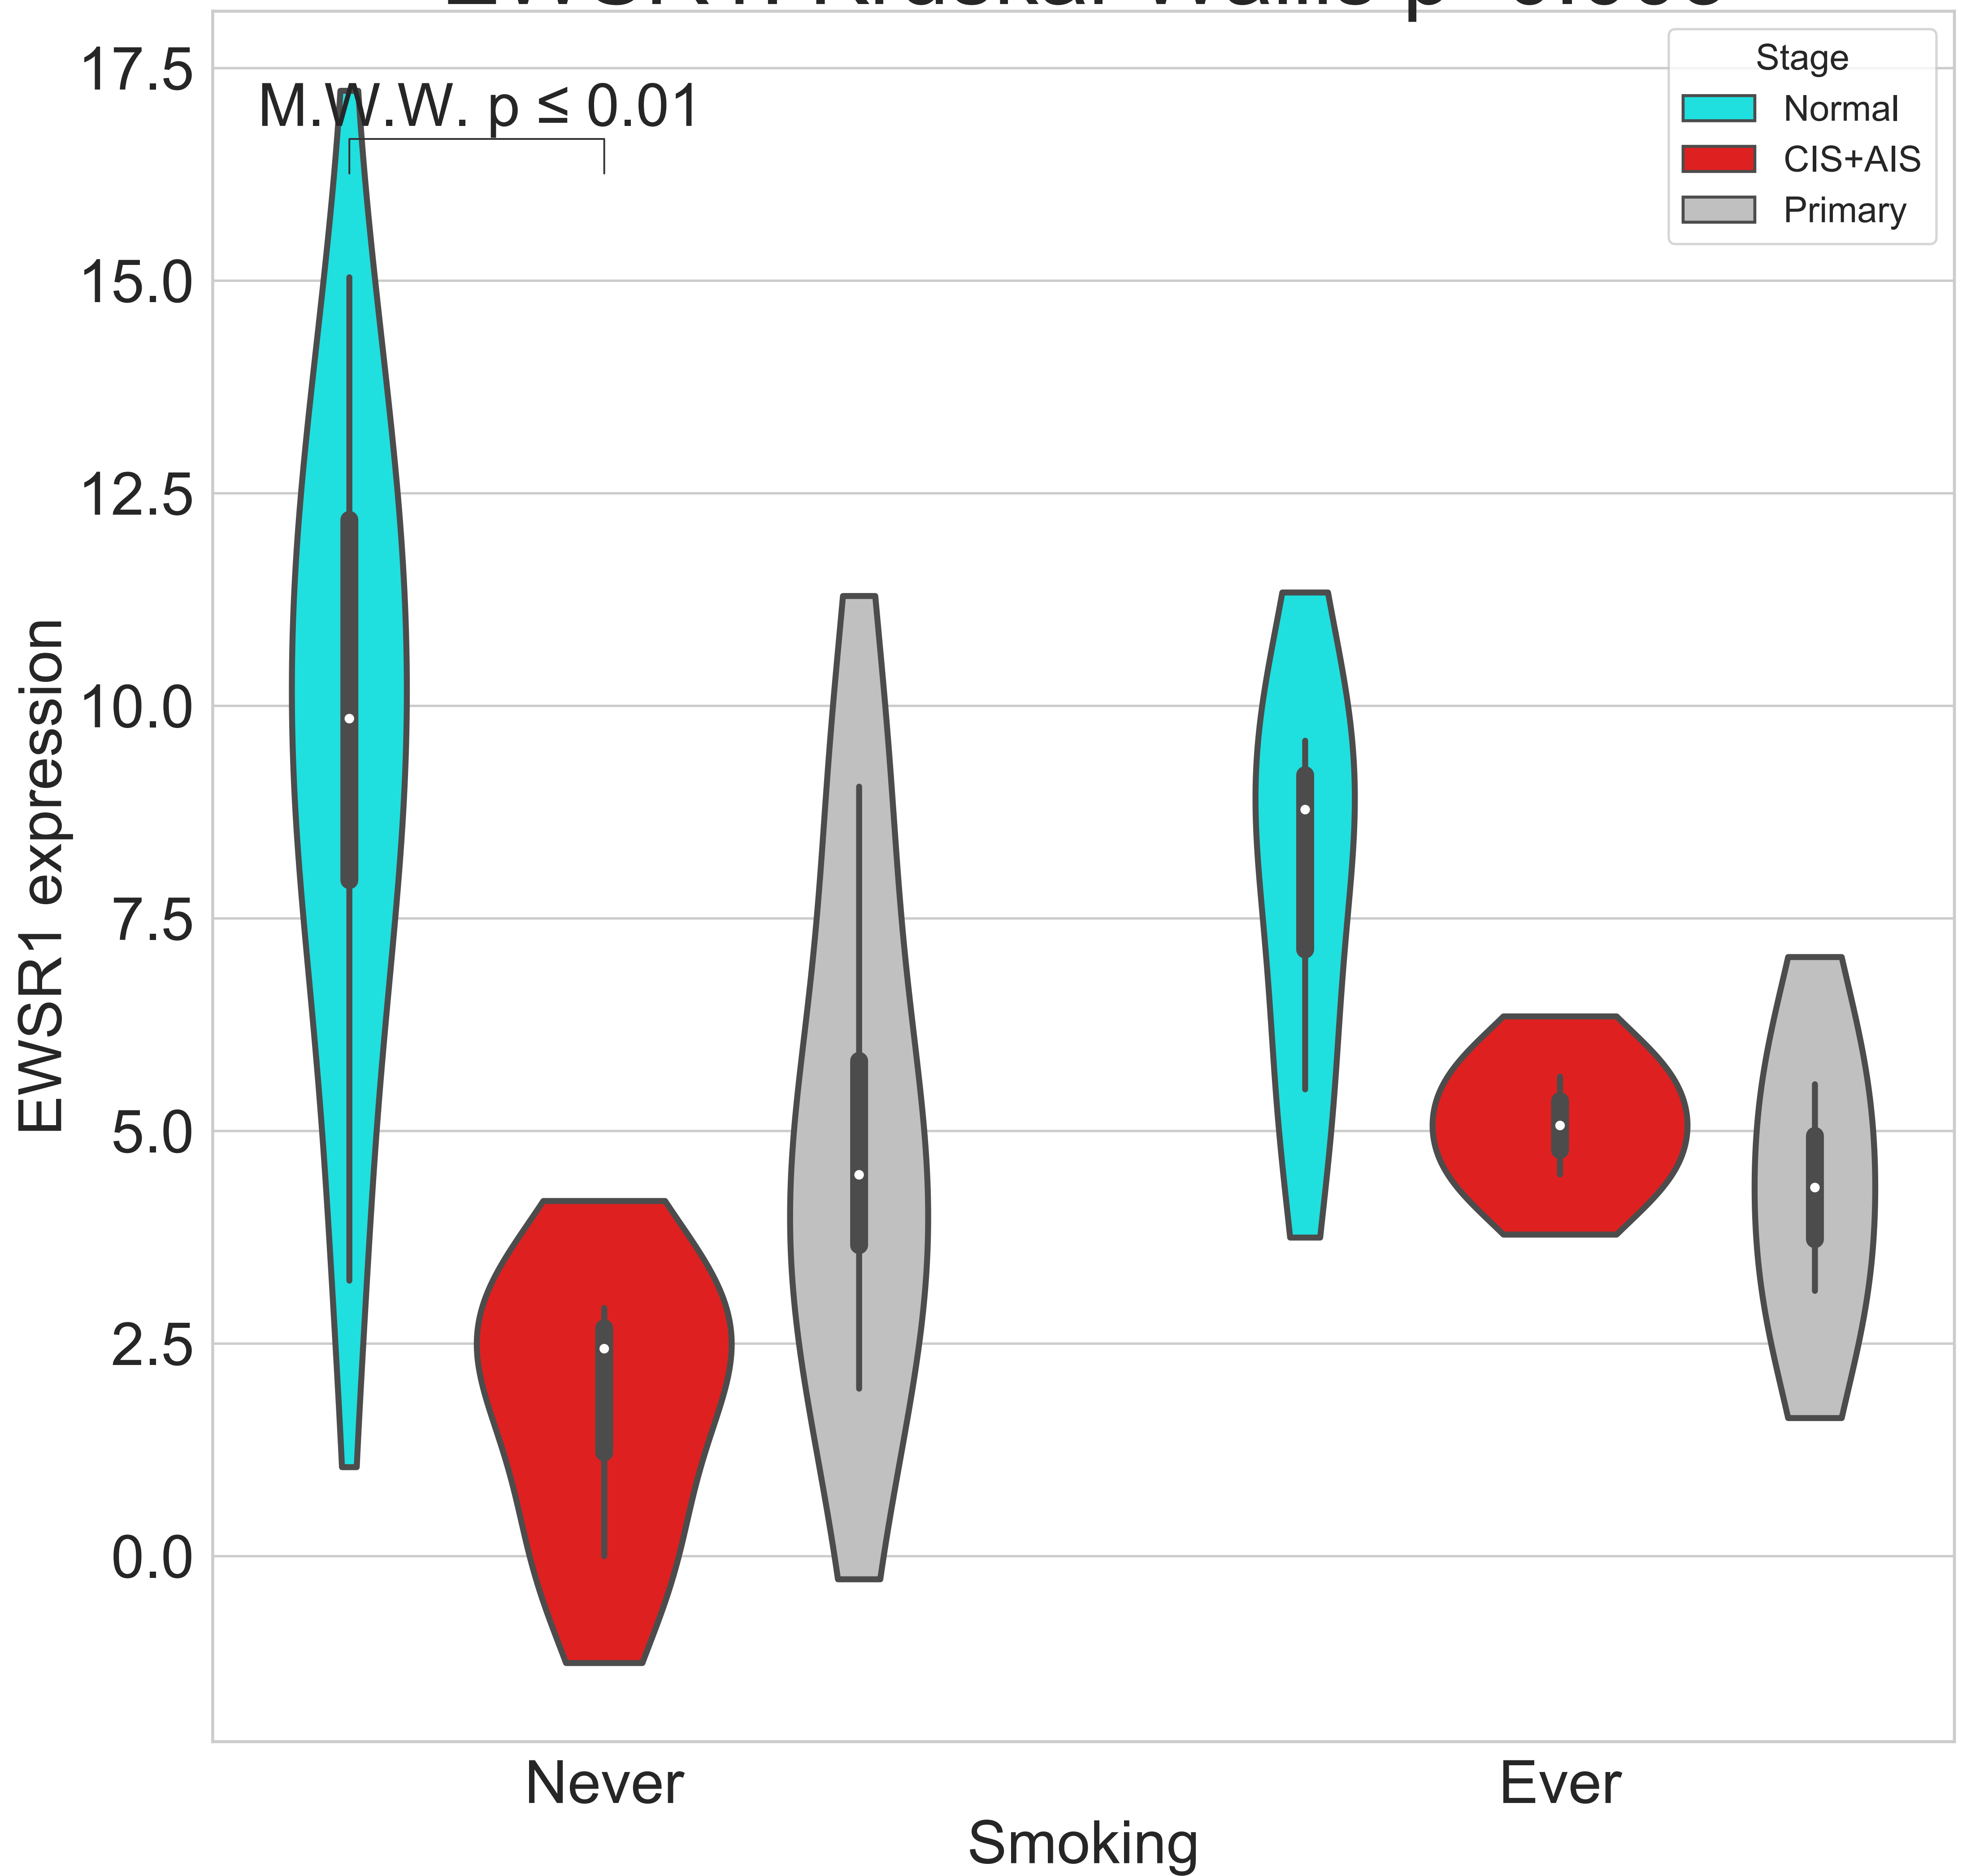 17.5
15.0
12.5
10.0
7.5
5.0
2.5
0.0
EWSR1 expression
M.W.W. p ≤ 0.01
Stage
Normal
CIS+AIS
Primary
Never
Ever
Smoking